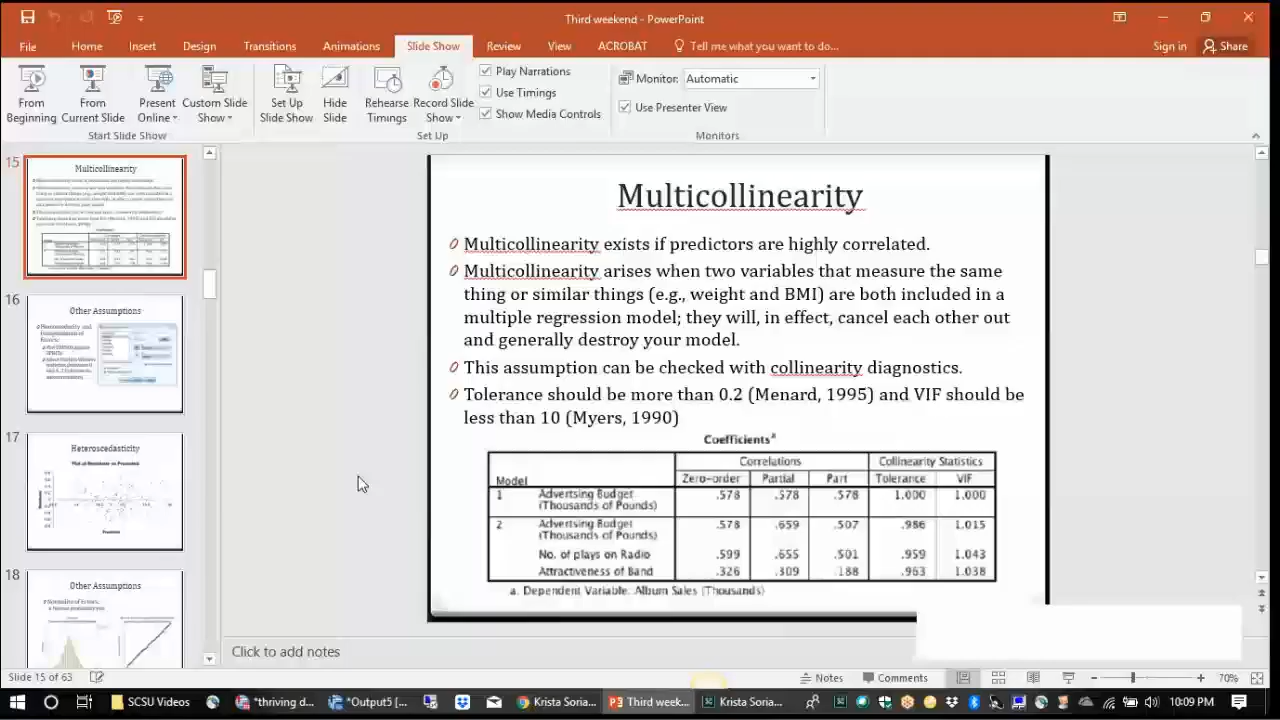 Third weekend - PowerPoint
File Home Insert Design Transitions Animations Slide Show Review View ACROBAT Tell me what you want to do... Sign in Share
From Beginning
From Current Slide
Present Online
Custom Slide Show
Start Slide Show
Set Up Slide Show
Hide Slide
Rehearse Timings
Record Slide Show
Play Narrations
Use Timings
Show Media Controls
Set Up
Monitor: Automatic
Use Presenter View
Monitors
15
Multicollinearity
16
Other Assumptions
17
Heteroscedasticity
Plot of Residuals vs Predicted
18
Other Assumptions
Multicollinearity
Multicollinearity exists if predictors are highly correlated.
Multicollinearity arises when two variables that measure the same
thing or similar things (e.g., weight and BMI) are both included in a
multiple regression model; they will, in effect, cancel each other out
and generally destroy your model.
This assumption can be checked with collinearity diagnostics.
Tolerance should be more than 0.2 (Menard, 1995) and VIF should be
less than 10 (Myers, 1990)
Coefficientsa
Correlations Collinearity Statistics
Model Zero-order Partial Part Tolerance VIF
1 Advertsing Budget (Thousands of Pounds) .578 .578 .578 1.000 1.000
2 Advertsing Budget (Thousands of Pounds) .578 .659 .507 .986 1.015
No. of plays on Radio .599 .655 .501 .959 1.043
Attractiveness of Band .326 .309 .188 .963 1.038
a. Dependent Variable: Album Sales (Thousands)
Click to add notes
Slide 15 of 63 Notes Comments 70%
SCSU Videos *thriving d... *Output5 [... Krista Soria... Third week... Krista Soria... 10:09 PM